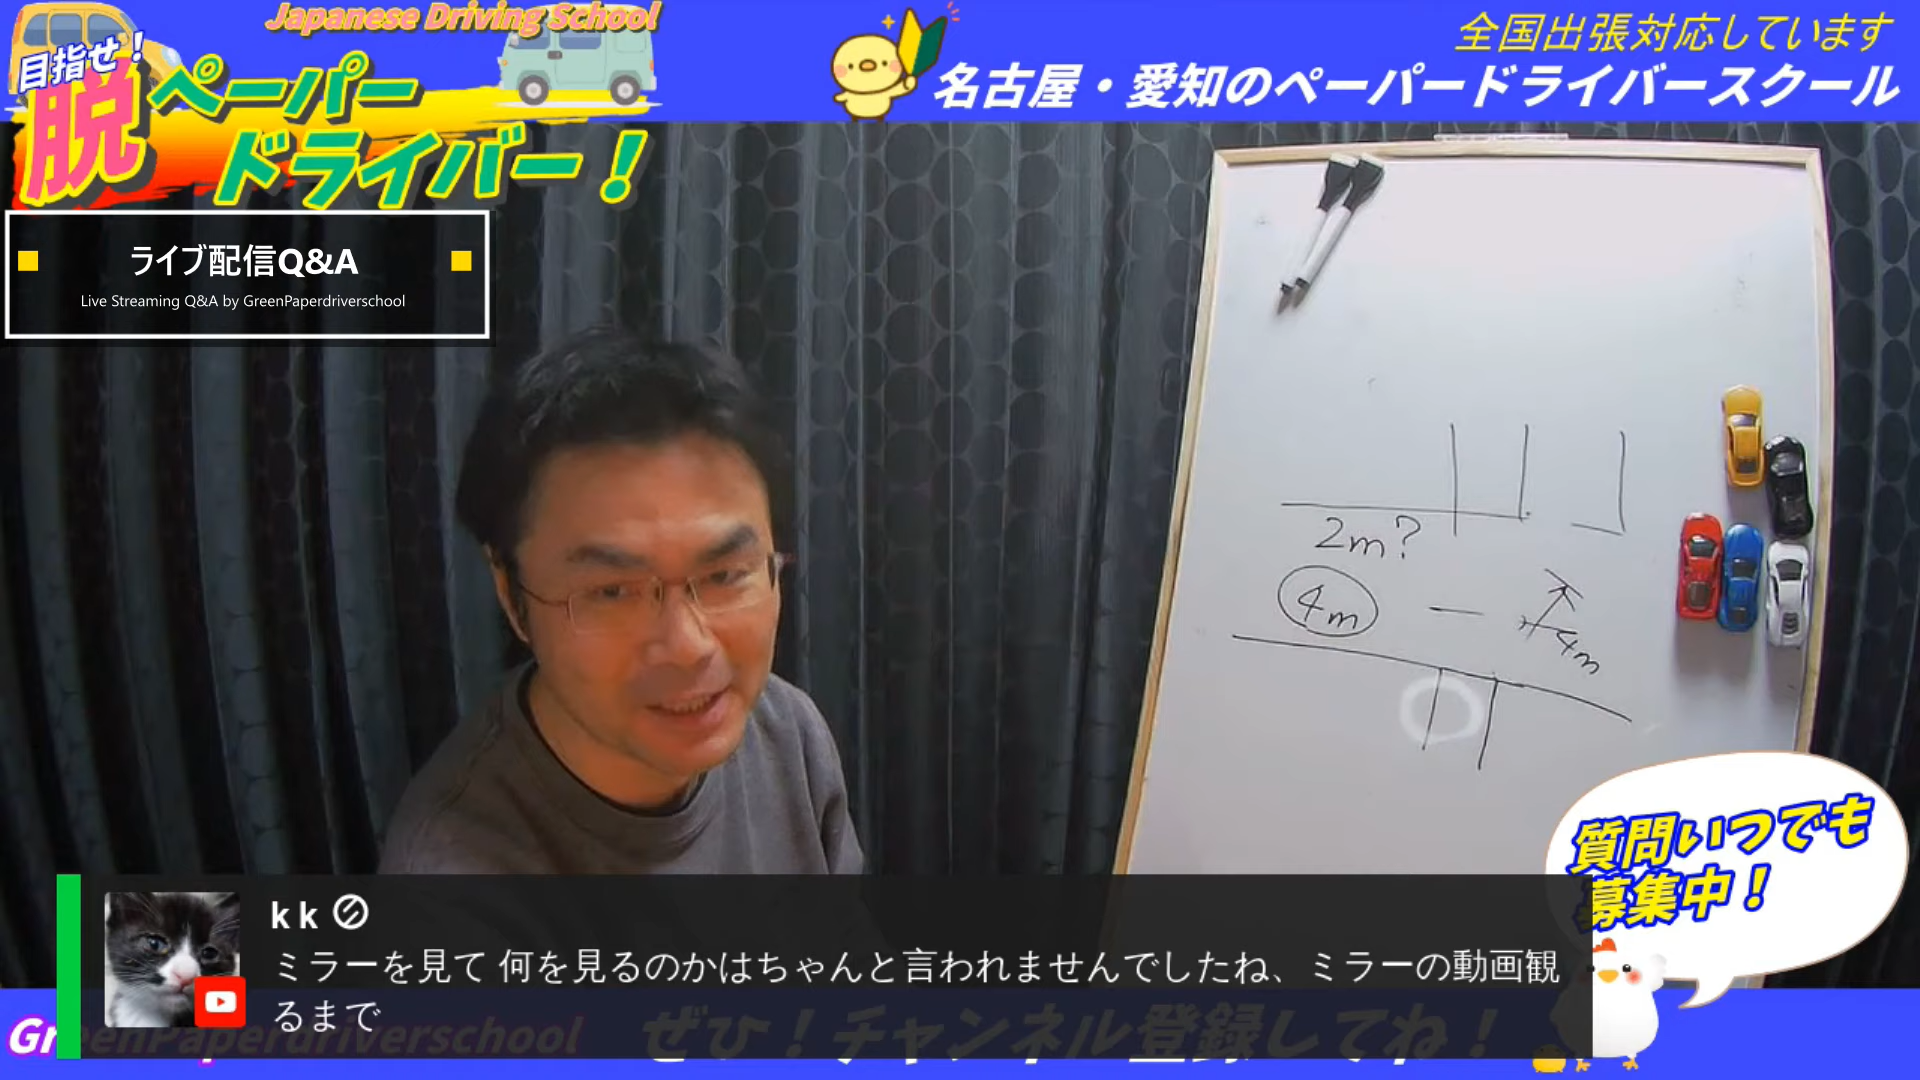 Japanese Driving School
目指せ!
脱ペーパー
ドライバー!
全国出張対応しています
名古屋・愛知のペーパードライバースクール
ライブ配信Q&A
Live Streaming Q&A by GreenPaperdriverschool
2m?
4m
4m
質問いつでも
募集中!
k k
ミラーを見て 何を見るのかはちゃんと言われませんでしたね、ミラーの動画観
るまで
GreenPaperdriverschool
ぜひ!チャンネル登録してね!